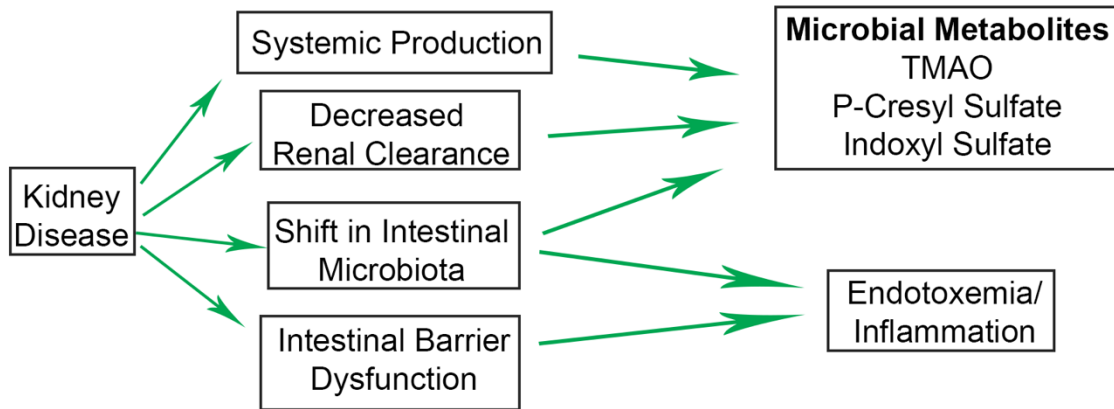 Kidney
Disease
Systemic Production
Decreased
Renal Clearance
Shift in Intestinal
Microbiota
Intestinal Barrier
Dysfunction
Microbial Metabolites
TMAO
P-Cresyl Sulfate
Indoxyl Sulfate
Endotoxemia/
Inflammation